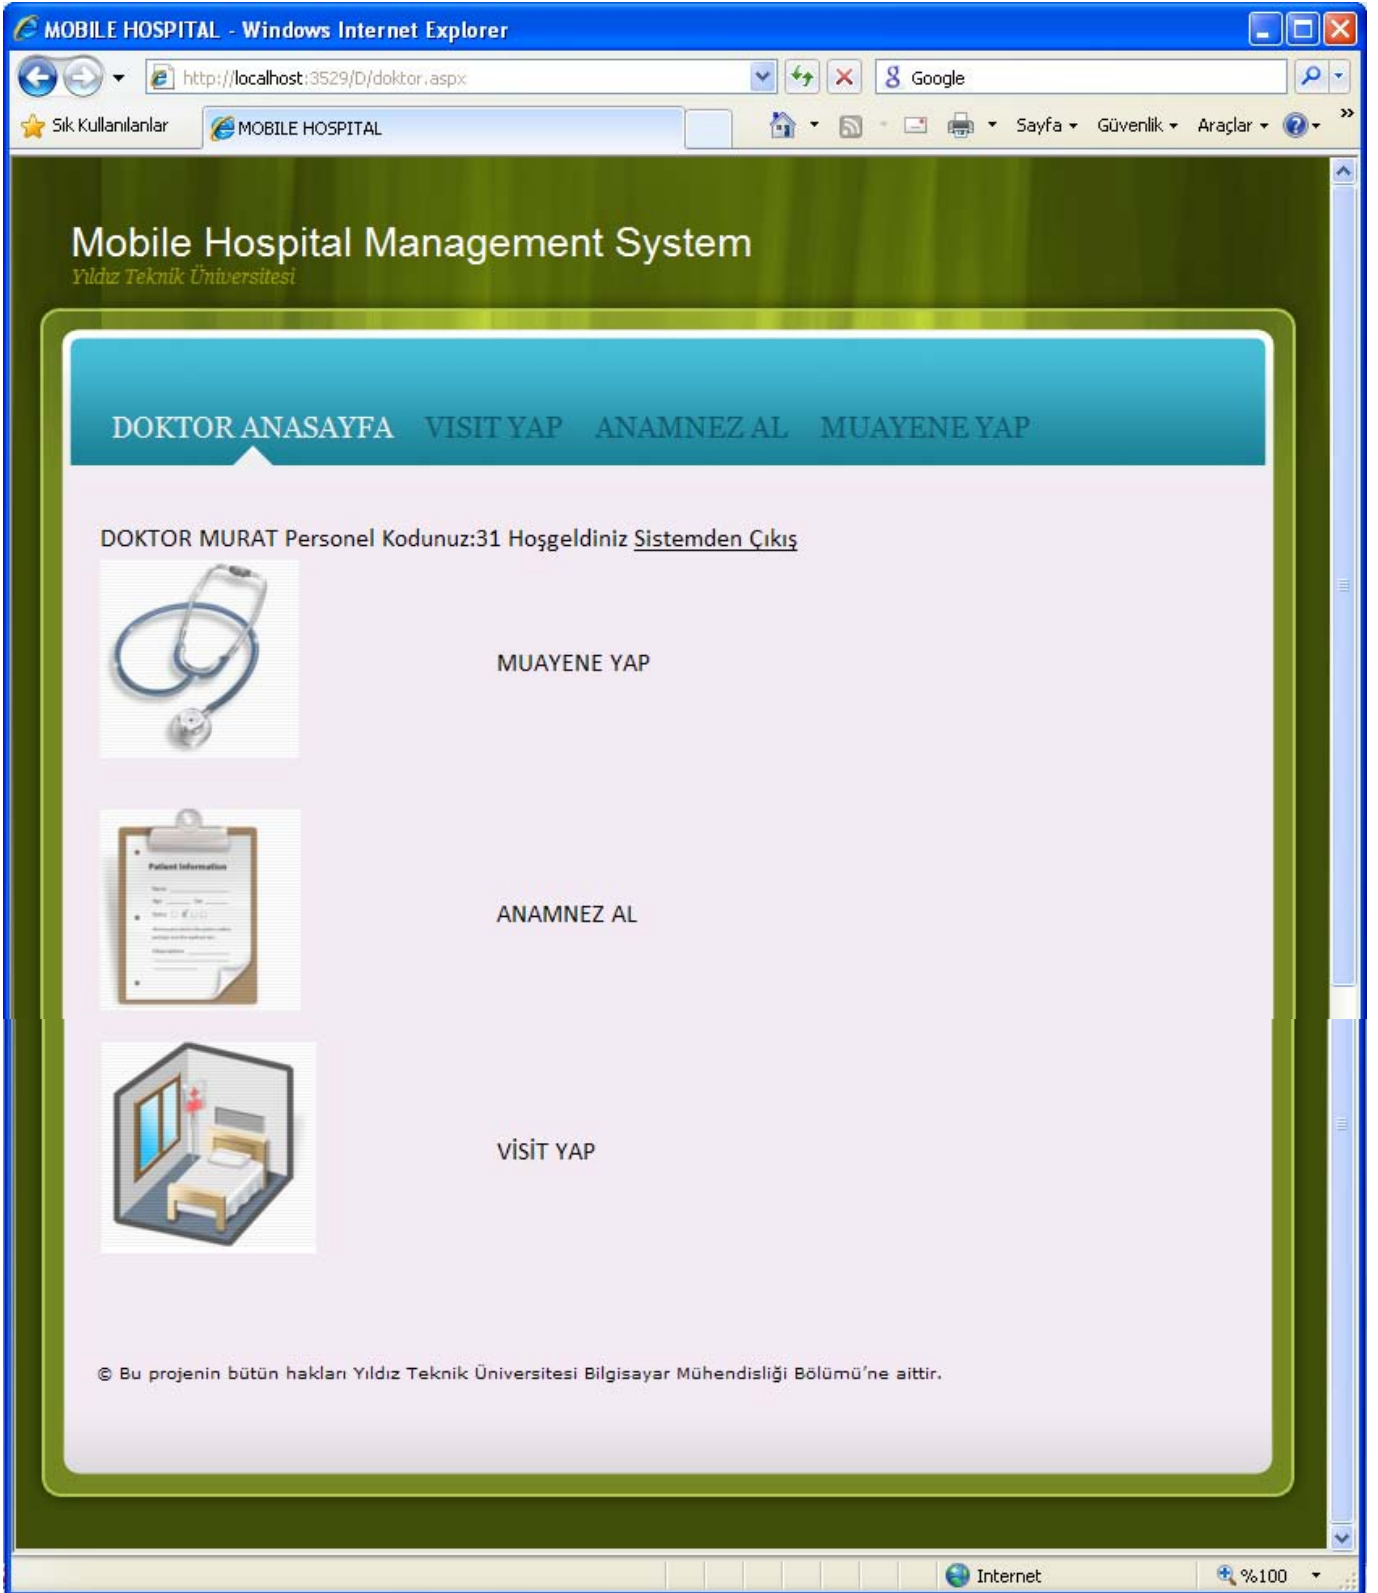 MOBILE HOSPITAL - Windows Internet Explorer
http://localhost:3529/D/doktor.aspx
Google
Sık Kullanılanlar
MOBILE HOSPITAL
Sayfa
Güvenlik
Araçlar
Mobile Hospital Management System
Yıldız Teknik Üniversitesi
DOKTOR ANASAYFA VISIT YAP ANAMNEZ AL MUAYENE YAP
DOKTOR MURAT Personel Kodunuz:31 Hoşgeldiniz Sistemden Çıkış
MUAYENE YAP
Patient Information
ANAMNEZ AL
VİSİT YAP
© Bu projenin bütün hakları Yıldız Teknik Üniversitesi Bilgisayar Mühendisliği Bölümü'ne aittir.
Internet
%100